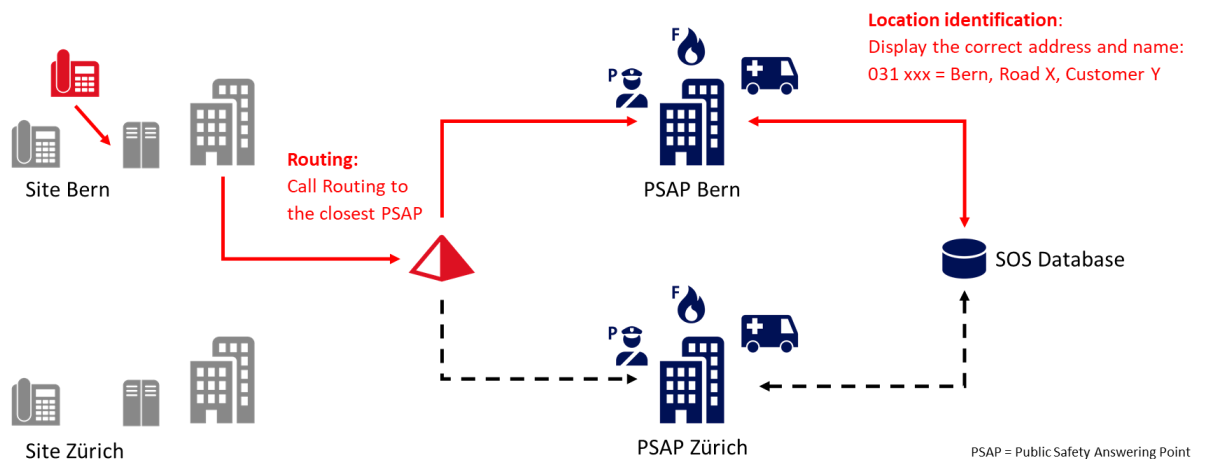 Location identification:
Display the correct address and name:
031 xxx = Bern, Road X, Customer Y
F
P
Site Bern
Routing:
Call Routing to
the closest PSAP
PSAP Bern
SOS Database
F
P
Site Zürich
PSAP Zürich
PSAP = Public Safety Answering Point